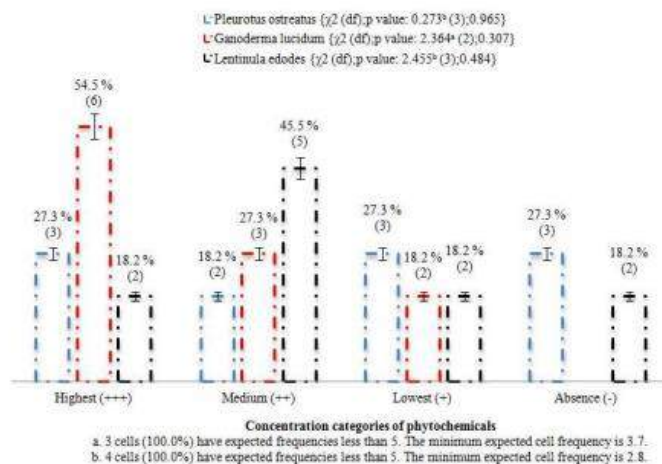 Pleurotus ostreatus {χ2 (df);p value: 0.273ᵇ (3);0.965}
Ganoderma lucidum {χ2 (df);p value: 2.364ᵃ (2);0.307}
Lentinula edodes {χ2 (df);p value: 2.455ᵇ (3);0.484}
54.5 %
(6)
45.5 %
(5)
27.3 %
(3)
18.2 %
(2)
18.2 %
(2)
27.3 %
(3)
27.3 %
(3)
18.2 %
(2)
18.2 %
(2)
27.3 %
(3)
18.2 %
(2)
Highest (+++)
Medium (++)
Lowest (+)
Absence (-)
Concentration categories of phytochemicals
a. 3 cells (100.0%) have expected frequencies less than 5. The minimum expected cell frequency is 3.7.
b. 4 cells (100.0%) have expected frequencies less than 5. The minimum expected cell frequency is 2.8.